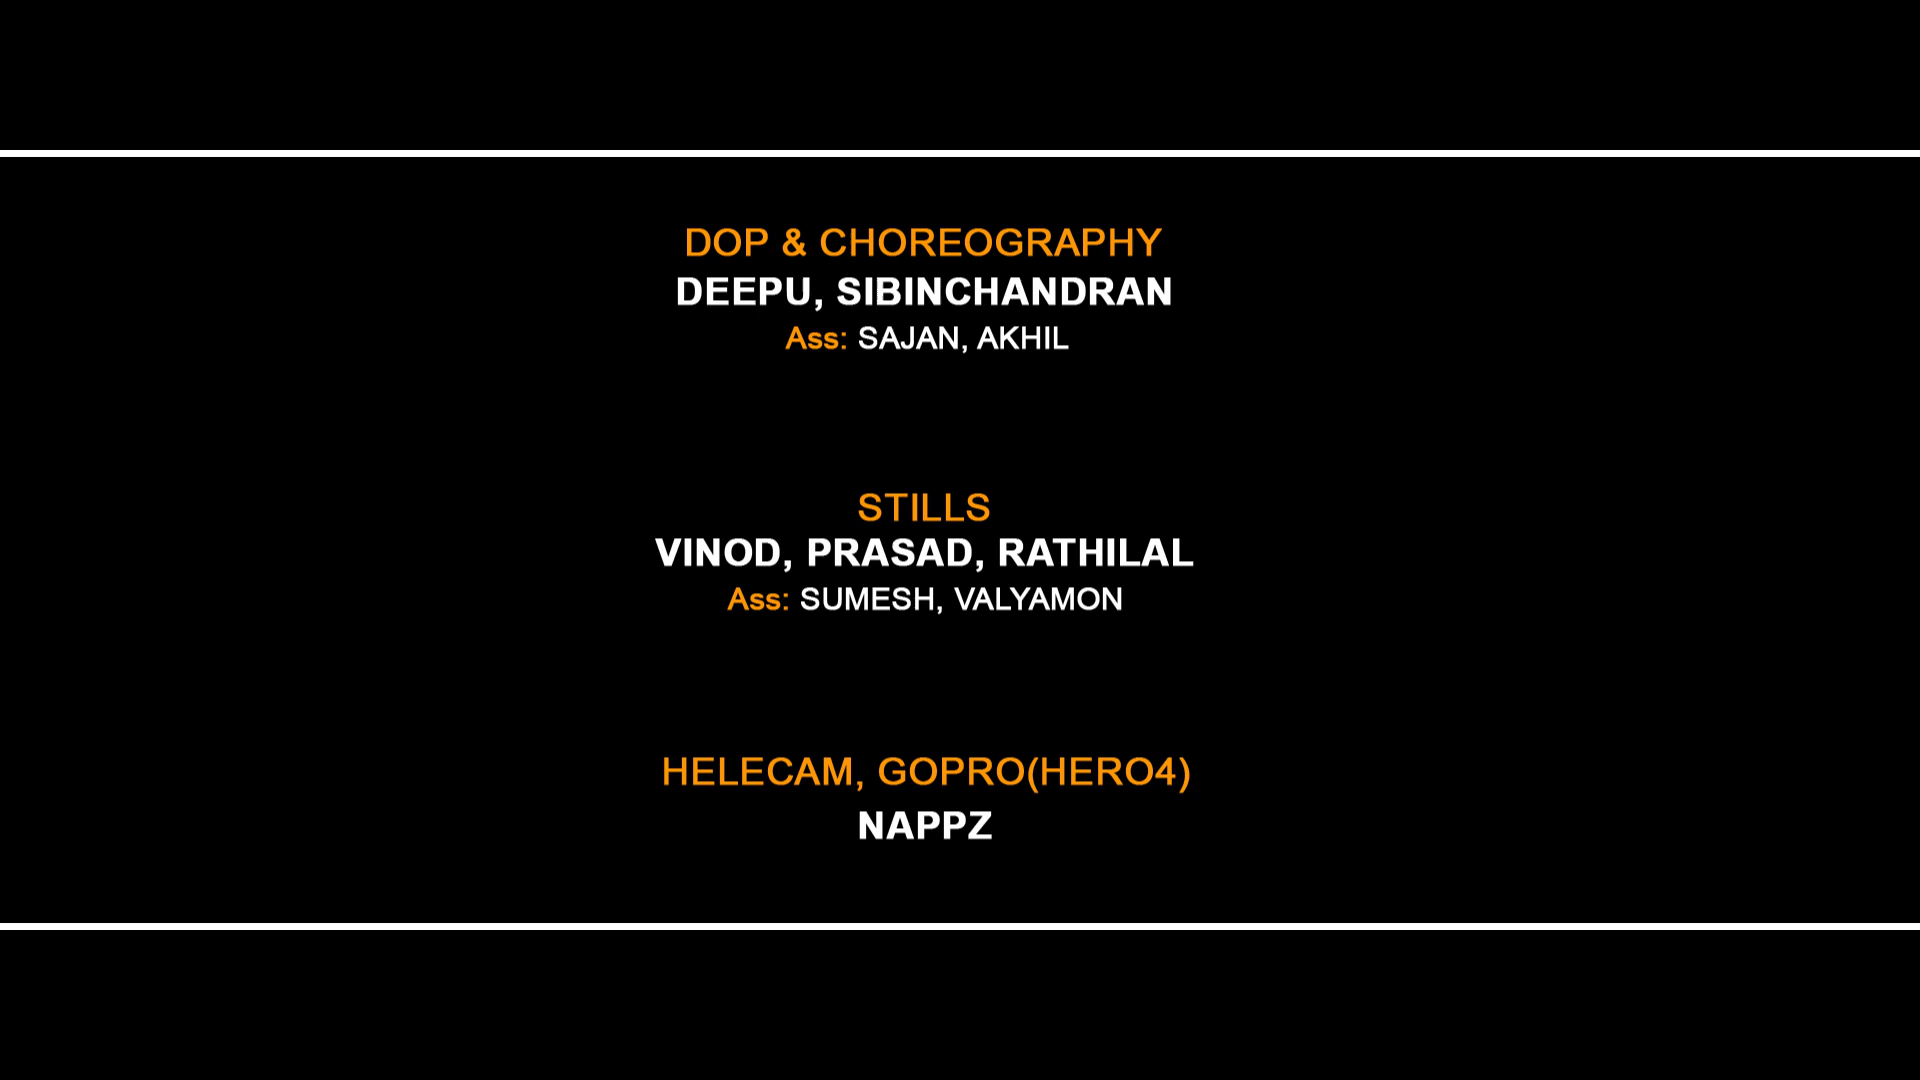 DOP & CHOREOGRAPHY
DEEPU, SIBINCHANDRAN
Ass: SAJAN, AKHIL
STILLS
VINOD, PRASAD, RATHILAL
Ass: SUMESH, VALYAMON
HELECAM, GOPRO(HERO4)
NAPPZ